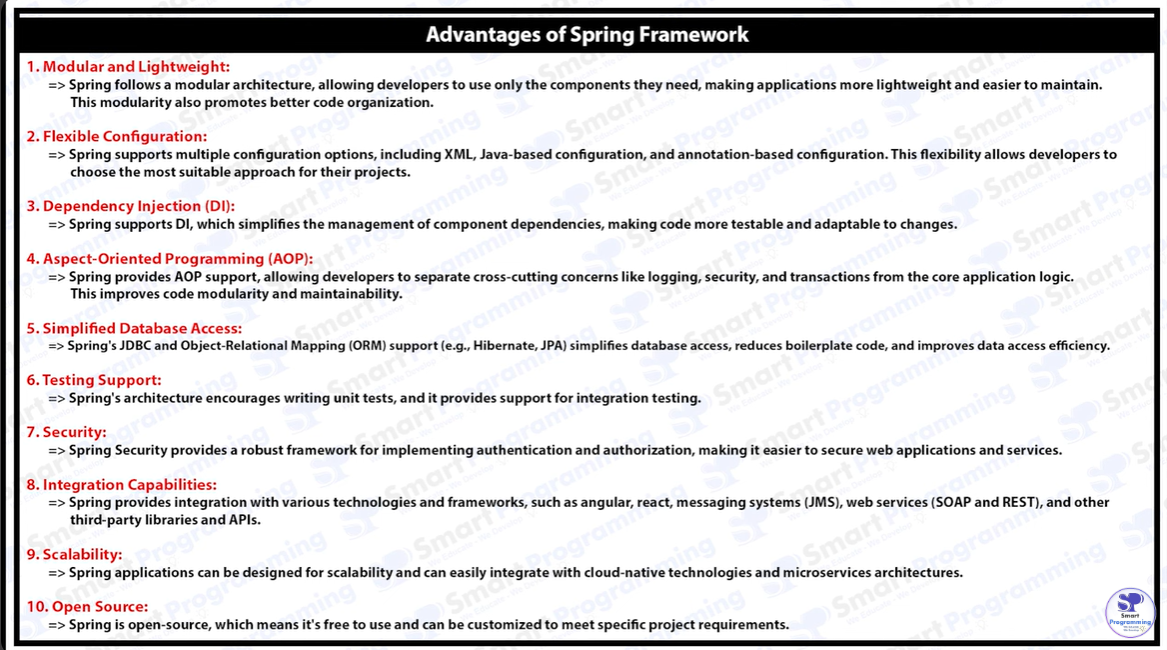 Advantages of Spring Framework
1. Modular and Lightweight:
=> Spring follows a modular architecture, allowing developers to use only the components they need, making applications more lightweight and easier to maintain.
This modularity also promotes better code organization.
2. Flexible Configuration:
=> Spring supports multiple configuration options, including XML, Java-based configuration, and annotation-based configuration. This flexibility allows developers to
choose the most suitable approach for their projects.
3. Dependency Injection (DI):
=> Spring supports DI, which simplifies the management of component dependencies, making code more testable and adaptable to changes.
4. Aspect-Oriented Programming (AOP):
=> Spring provides AOP support, allowing developers to separate cross-cutting concerns like logging, security, and transactions from the core application logic.
This improves code modularity and maintainability.
5. Simplified Database Access:
=> Spring's JDBC and Object-Relational Mapping (ORM) support (e.g., Hibernate, JPA) simplifies database access, reduces boilerplate code, and improves data access efficiency.
6. Testing Support:
=> Spring's architecture encourages writing unit tests, and it provides support for integration testing.
7. Security:
=> Spring Security provides a robust framework for implementing authentication and authorization, making it easier to secure web applications and services.
8. Integration Capabilities:
=> Spring provides integration with various technologies and frameworks, such as angular, react, messaging systems (JMS), web services (SOAP and REST), and other
third-party libraries and APIs.
9. Scalability:
=> Spring applications can be designed for scalability and can easily integrate with cloud-native technologies and microservices architectures.
10. Open Source:
=> Spring is open-source, which means it's free to use and can be customized to meet specific project requirements.
Smart
Programming